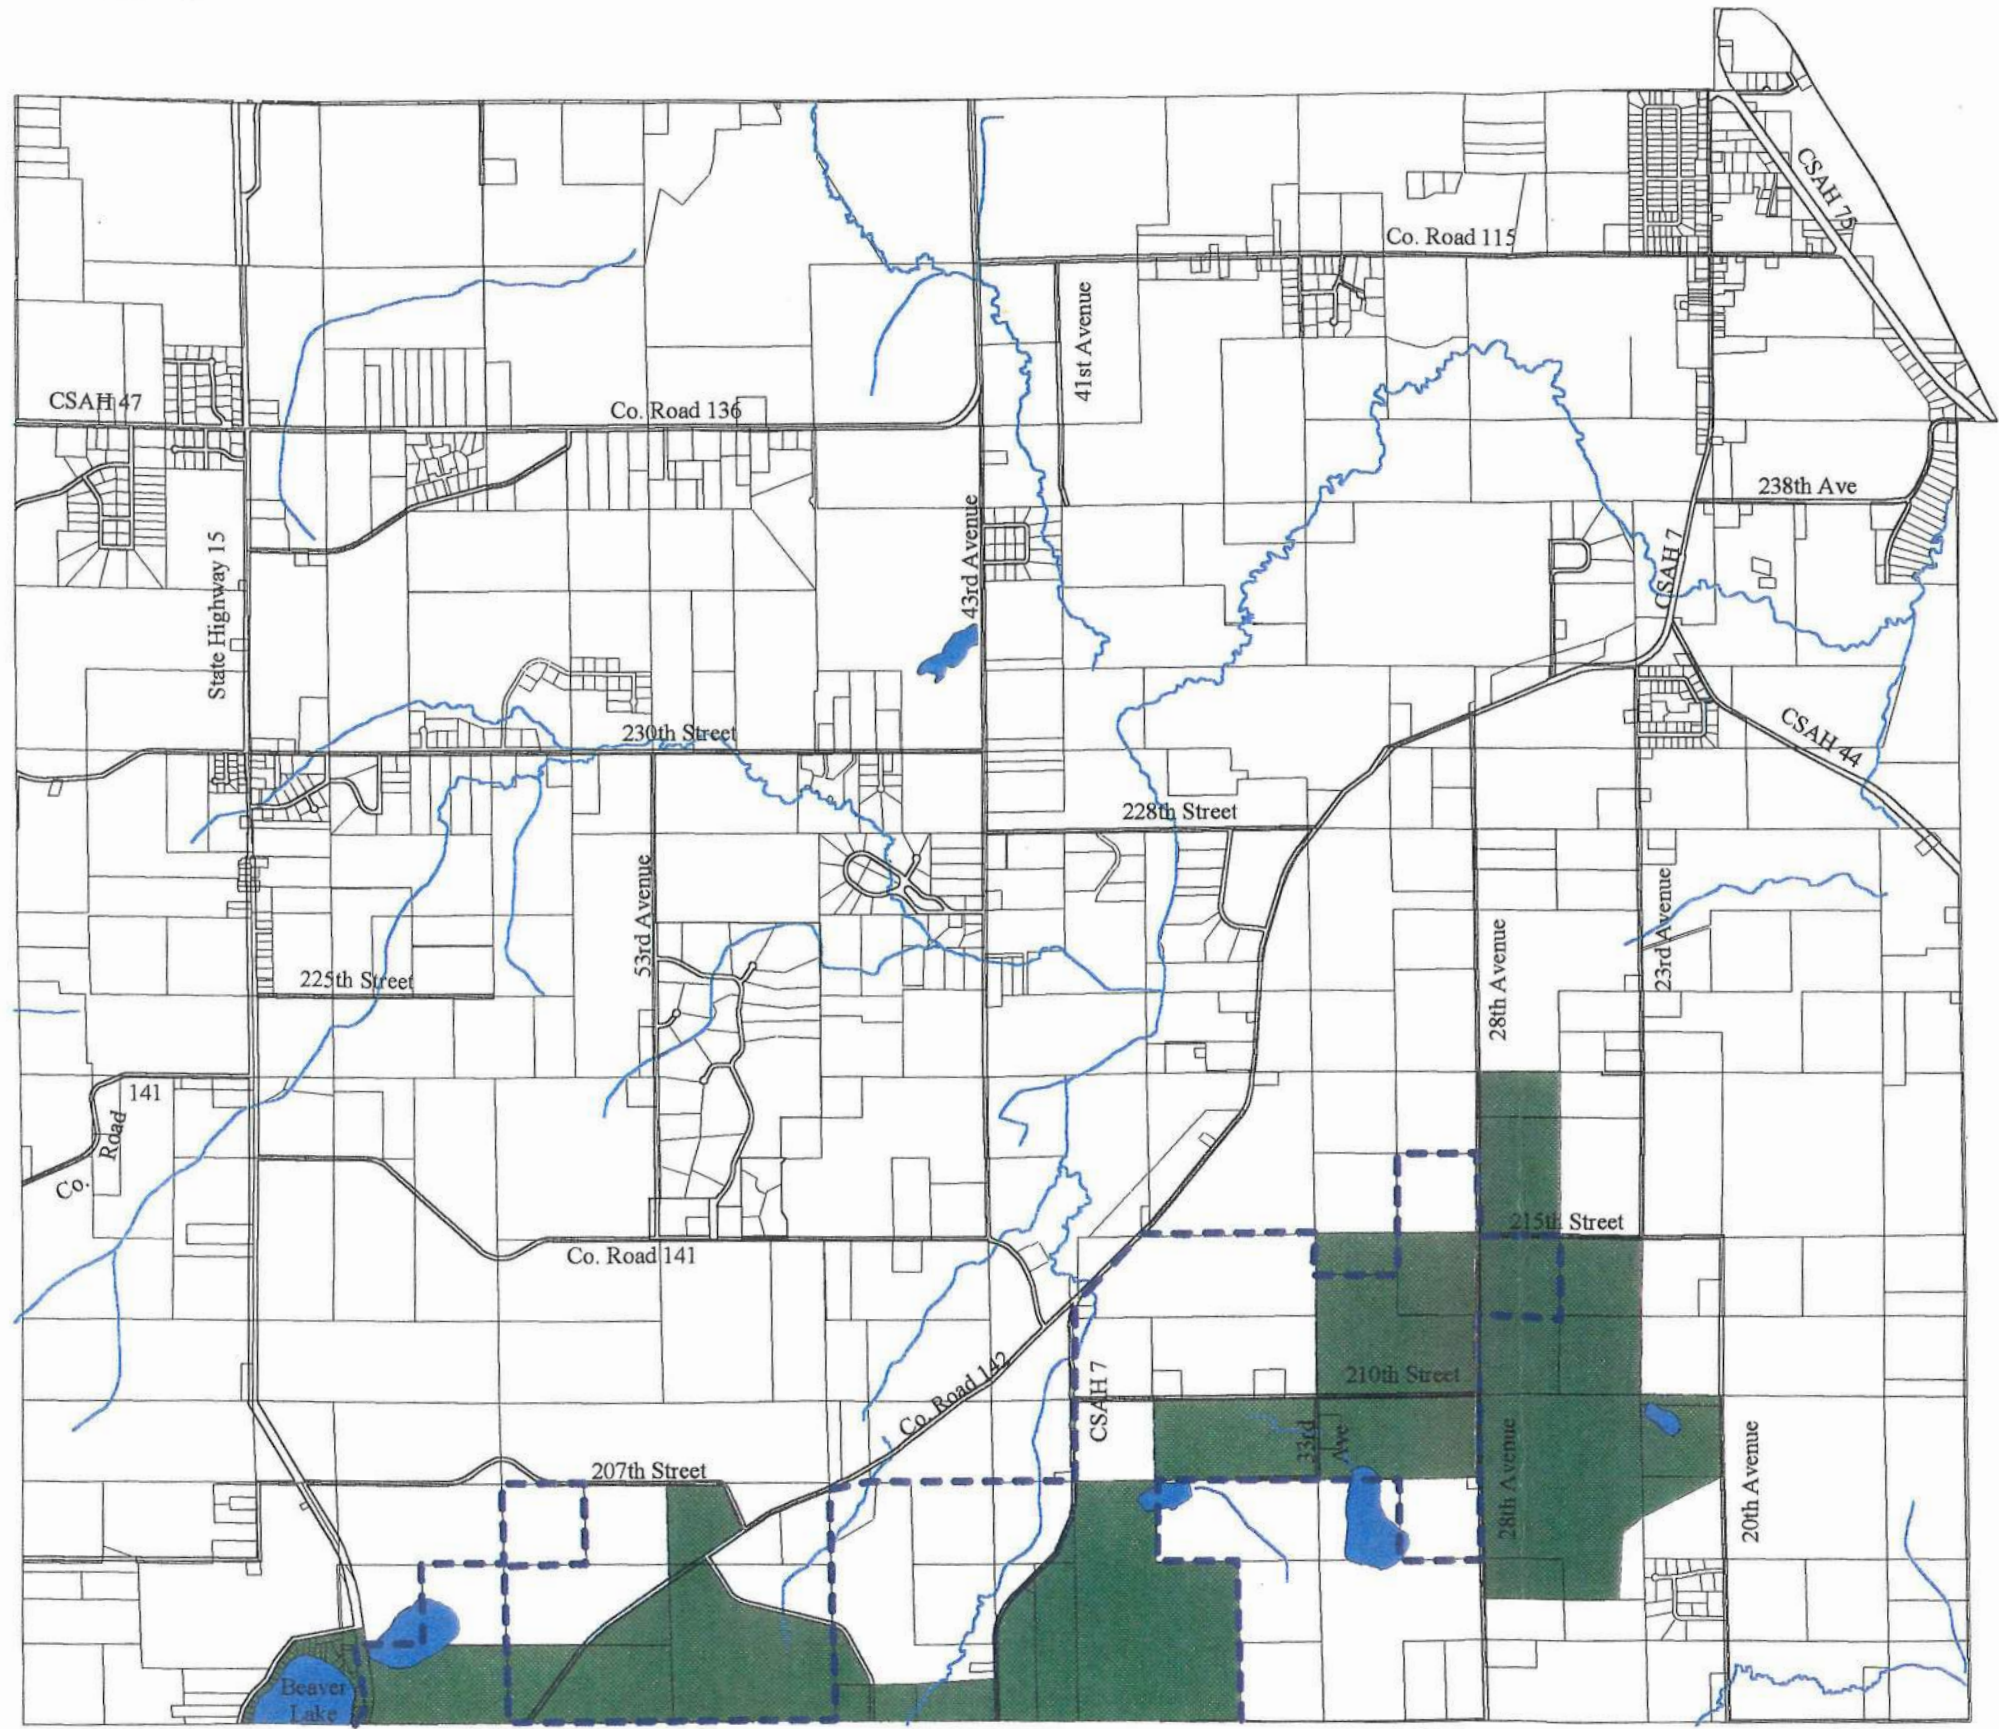 CSAH 75
Co. Road 115
41st Avenue
CSAH 47
Co. Road 136
238th Ave
43rd Avenue
State Highway 15
CSAH 7
230th Street
CSAH 44
228th Street
53rd Avenue
23rd Avenue
28th Avenue
225th Street
141
Road
Co.
215th Street
Co. Road 141
Co. Road 142
CSAH 7
210th Street
33rd
Ave
28th Avenue
20th Avenue
207th Street
Beaver
Lake